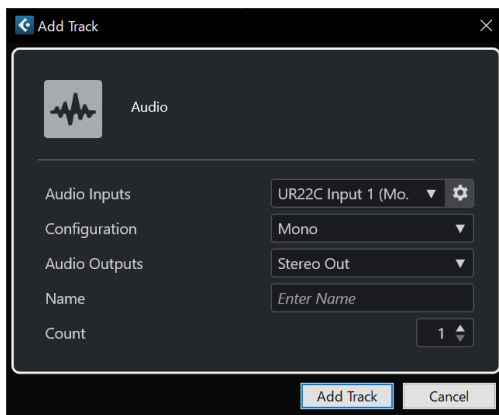 Add Track
Audio
Audio Inputs UR22C Input 1 (Mo.
Configuration Mono
Audio Outputs Stereo Out
Name Enter Name
Count 1
Add Track Cancel